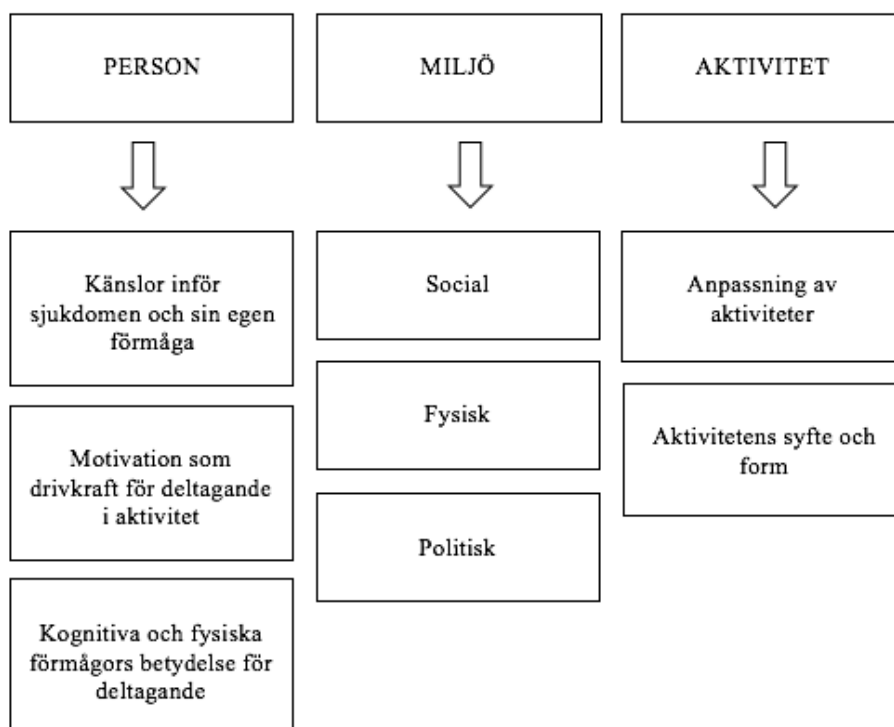 PERSON
MILJÖ
AKTIVITET
Känslor inför
sjukdomen och sin egen
förmåga
Motivation som
drivkraft för deltagande
i aktivitet
Kognitiva och fysiska
förmågors betydelse för
deltagande
Social
Fysisk
Politisk
Anpassning av
aktiviteter
Aktivitetens syfte och
form